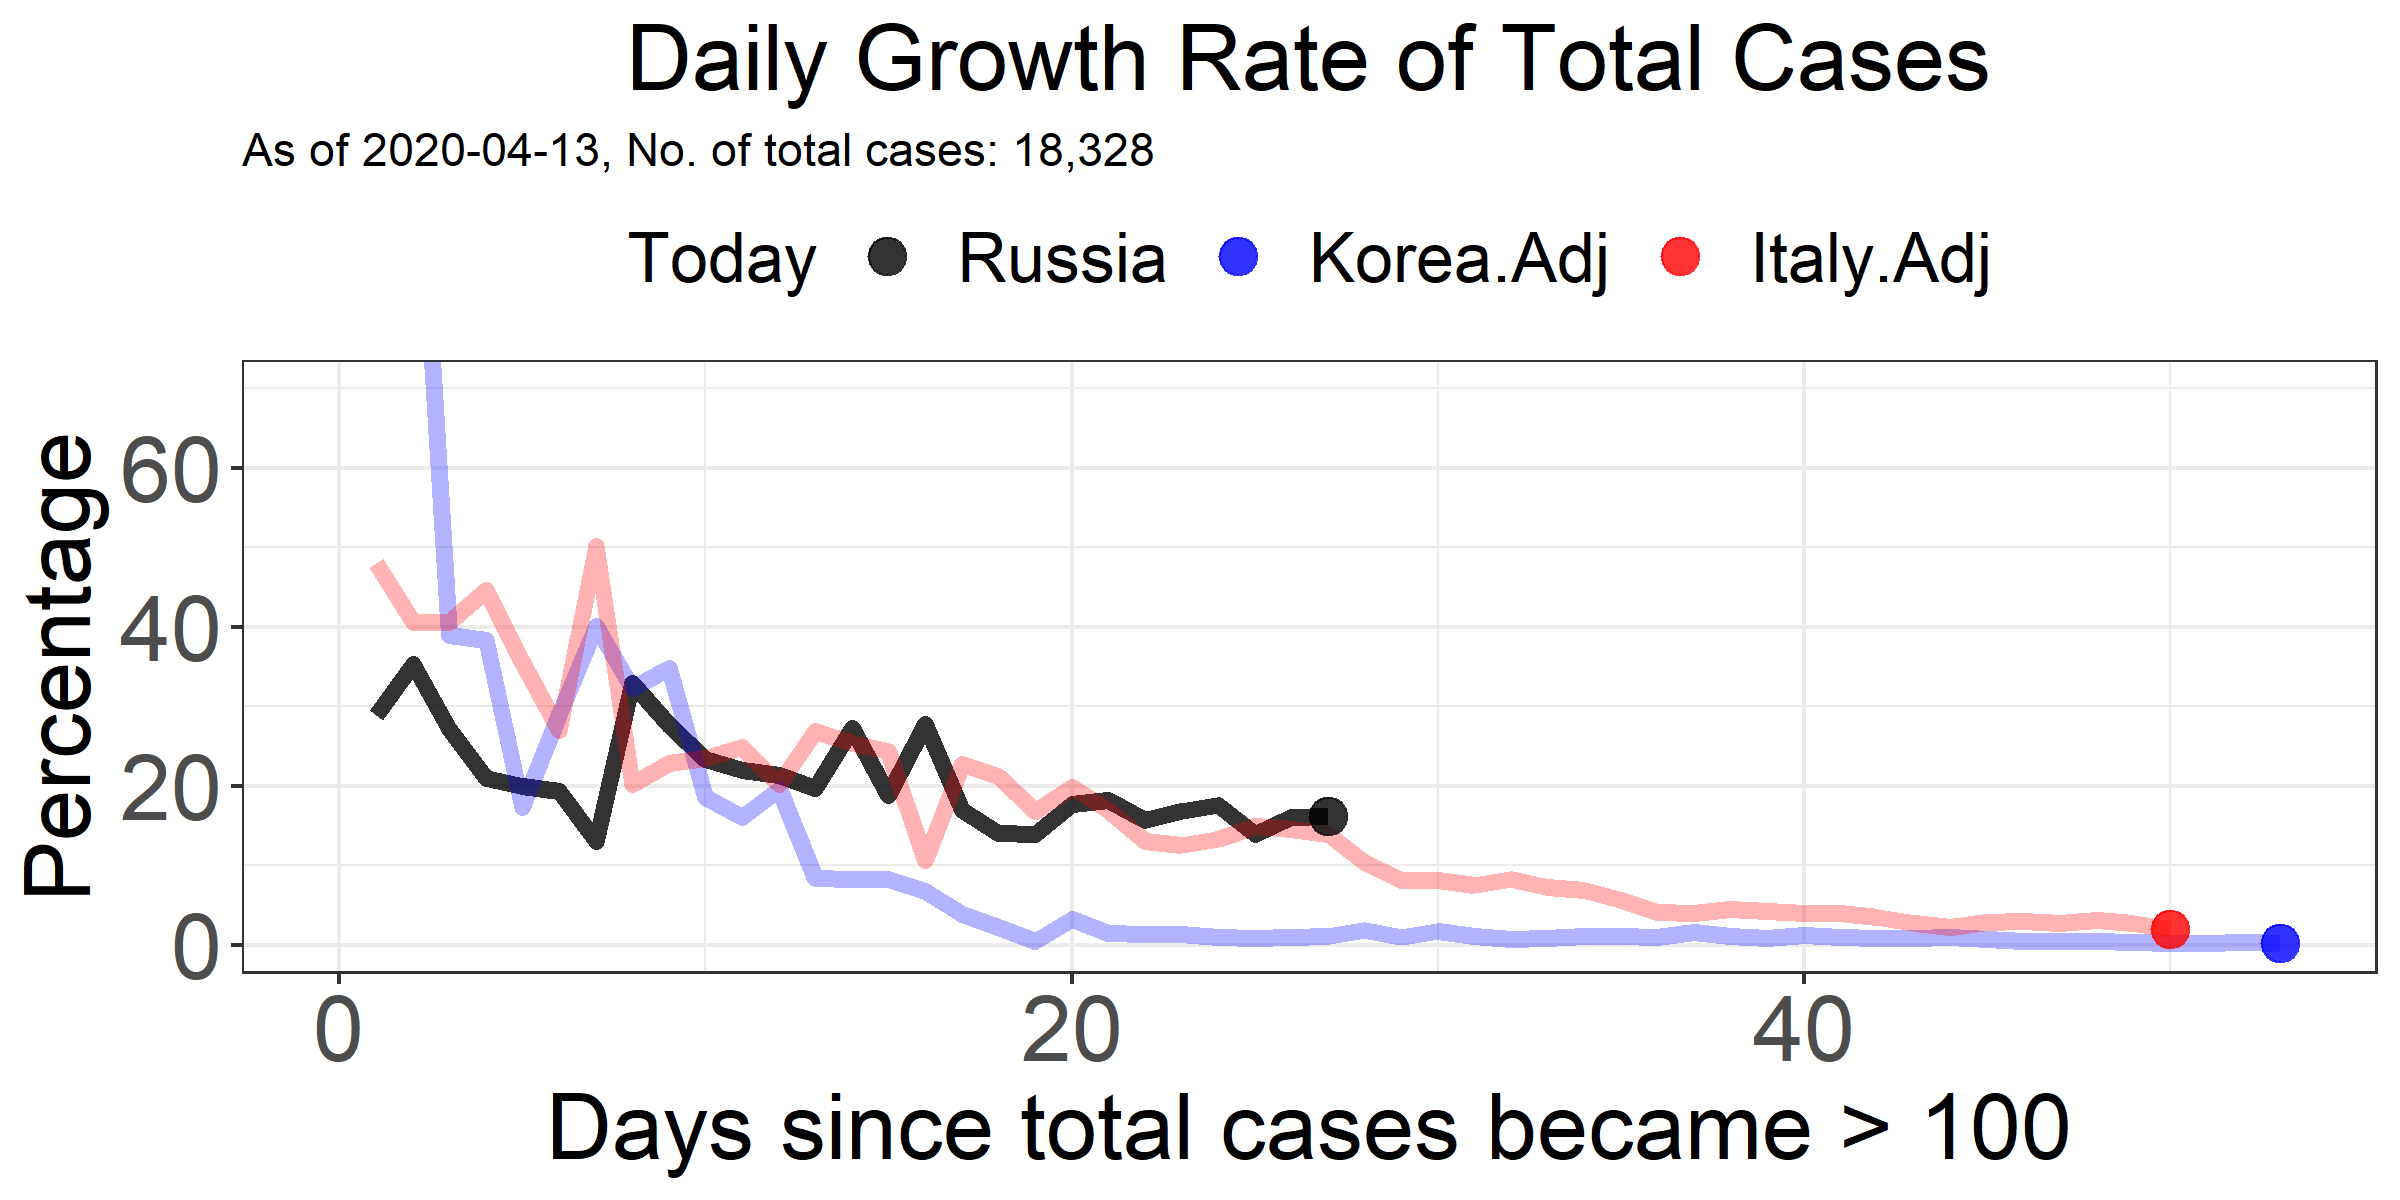 Daily Growth Rate of Total Cases
As of 2020-04-13, No. of total cases: 18,328
Today Russia Korea.Adj Italy.Adj
Percentage
60
40
20
0
0 20 40
Days since total cases became > 100